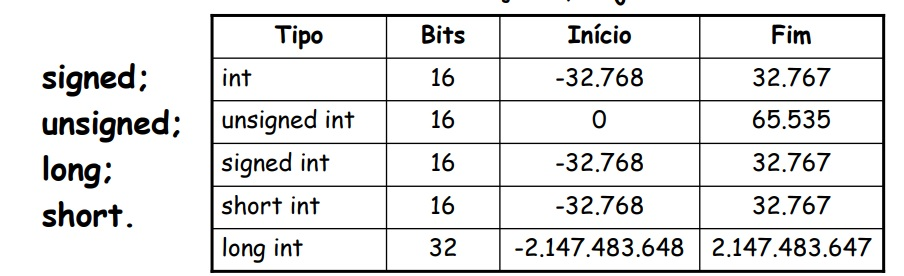 signed;
unsigned;
long;
short.
Tipo Bits Início Fim
int 16 -32.768 32.767
unsigned int 16 0 65.535
signed int 16 -32.768 32.767
short int 16 -32.768 32.767
long int 32 -2.147.483.648 2.147.483.647